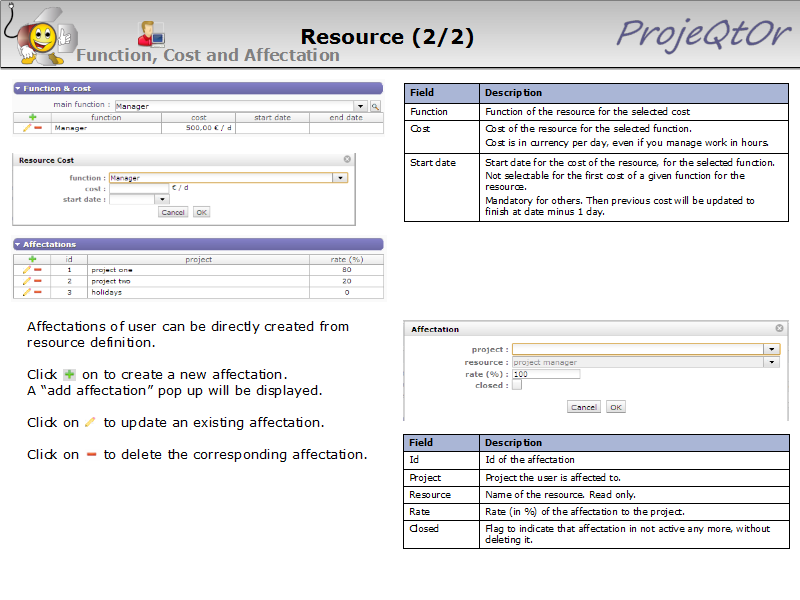 Resource (2/2)
ProjeQtOr
Function, Cost and Affectation
Function & cost
main function : Manager
function cost start date end date
Manager 500,00 € / d
Resource Cost
function : Manager
cost : € / d
start date :
Cancel OK
Affectations
id project rate (%)
1 project one 80
2 project two 20
3 holidays 0
Affectations of user can be directly created from
resource definition.
Click on to create a new affectation.
A “add affectation” pop up will be displayed.
Click on to update an existing affectation.
Click on to delete the corresponding affectation.
Field Description
Function Function of the resource for the selected cost
Cost Cost of the resource for the selected function.
Cost is in currency per day, even if you manage work in hours.
Start date Start date for the cost of the resource, for the selected function.
Not selectable for the first cost of a given function for the
resource.
Mandatory for others. Then previous cost will be updated to
finish at date minus 1 day.
Affectation
project :
resource : project manager
rate (%) : 100
closed :
Cancel OK
Field Description
Id Id of the affectation
Project Project the user is affected to.
Resource Name of the resource. Read only.
Rate Rate (in %) of the affectation to the project.
Closed Flag to indicate that affectation in not active any more, without
deleting it.